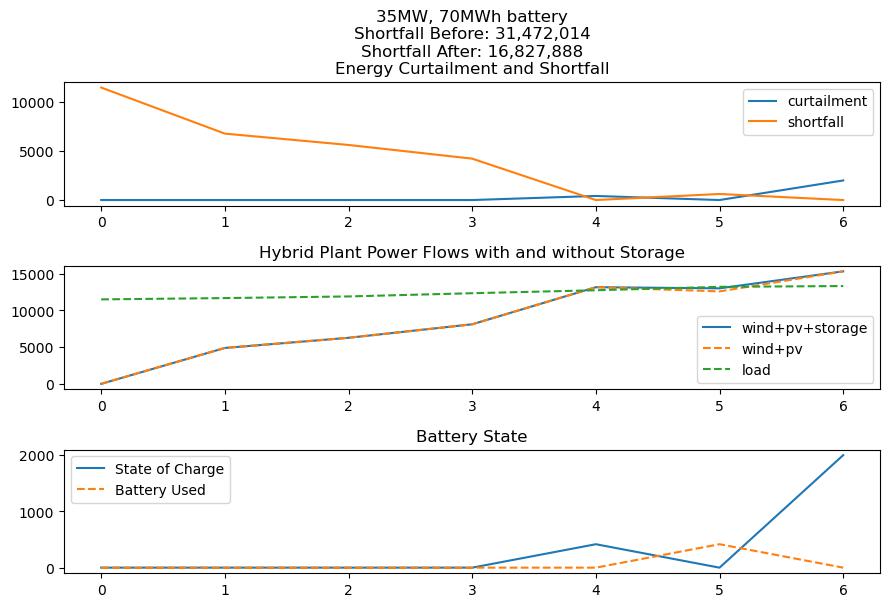 35MW, 70MWh battery
Shortfall Before: 31,472,014
Shortfall After: 16,827,888
Energy Curtailment and Shortfall
10000
5000
0
curtailment
shortfall
0 1 2 3 4 5 6
Hybrid Plant Power Flows with and without Storage
15000
10000
5000
0
wind+pv+storage
wind+pv
load
0 1 2 3 4 5 6
Battery State
2000
1000
0
State of Charge
Battery Used
0 1 2 3 4 5 6